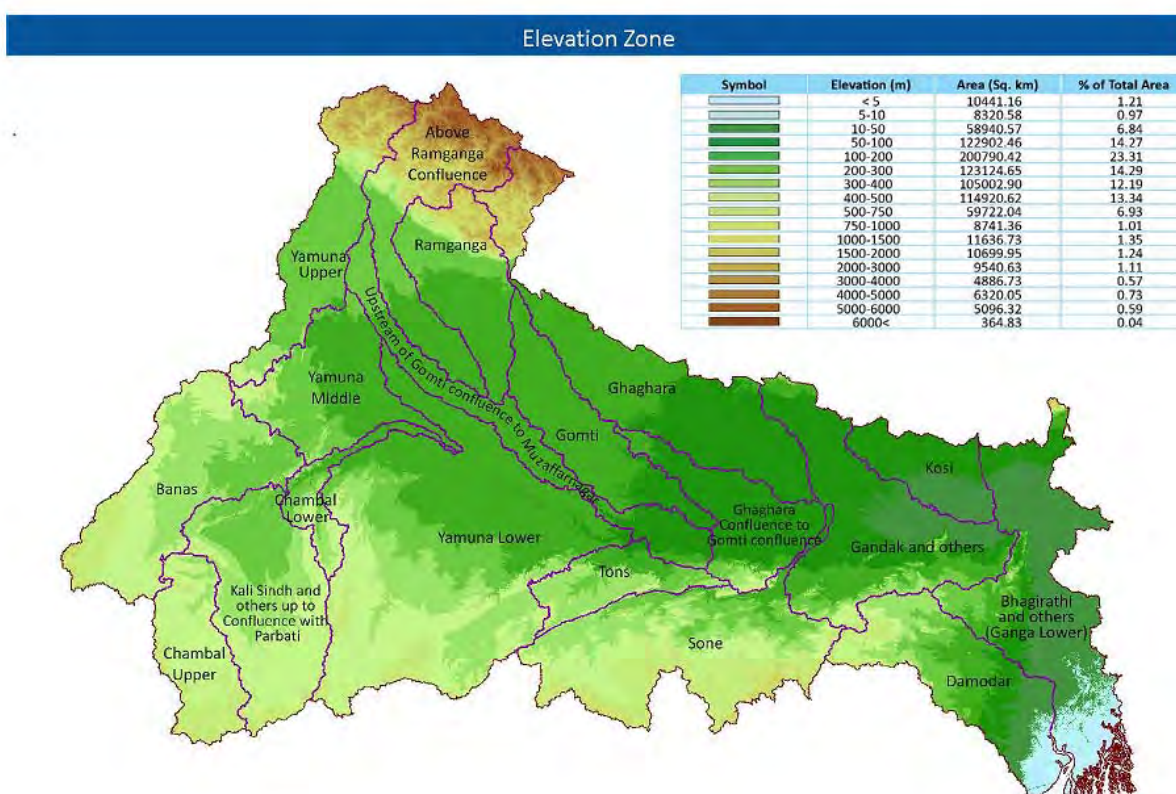 Elevation Zone
Symbol Elevation (m) Area (Sq. km) % of Total Area
< 5 10441.16 1.21
5-10 8320.58 0.97
10-50 58940.57 6.84
50-100 122902.46 14.27
100-200 200790.42 23.31
200-300 123124.65 14.29
300-400 105002.90 12.19
400-500 114920.62 13.34
500-750 59722.04 6.93
750-1000 8741.36 1.01
1000-1500 11636.73 1.35
1500-2000 10699.95 1.24
2000-3000 9540.63 1.11
3000-4000 4886.73 0.57
4000-5000 6320.05 0.73
5000-6000 5096.32 0.59
6000< 364.83 0.04
Above
Ramganga
Confluence
Ramganga
Yamuna
Upper
Upstream of Gomti confluence to Muzaffarnagar
Yamuna
Middle
Ghaghara
Gomti
Kosi
Banas
Chambal
Lower
Ghaghara
Confluence to
Gomti confluence
Yamuna Lower
Gandak and others
Tons
Kali Sindh and
others up to
Confluence with
Parbati
Bhagirathi
and others
(Ganga Lower)
Sone
Chambal
Upper
Damodar